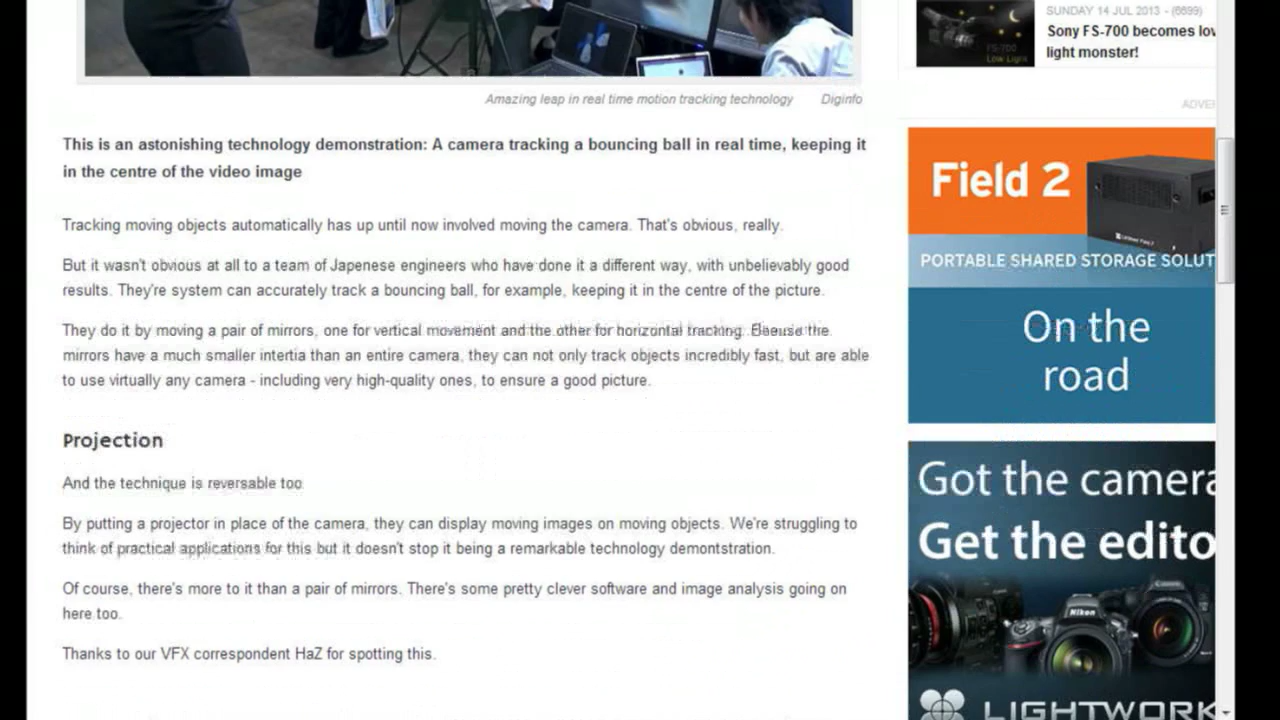 Amazing leap in real time motion tracking technology Diginfo
This is an astonishing technology demonstration: A camera tracking a bouncing ball in real time, keeping it
in the centre of the video image
Tracking moving objects automatically has up until now involved moving the camera. That's obvious, really.
But it wasn't obvious at all to a team of Japenese engineers who have done it a different way, with unbelievably good
results. They're system can accurately track a bouncing ball, for example, keeping it in the centre of the picture.
They do it by moving a pair of mirrors, one for vertical movement and the other for horizontal tracking. Beause the
mirrors have a much smaller intertia than an entire camera, they can not only track objects incredibly fast, but are able
to use virtually any camera - including very high-quality ones, to ensure a good picture.
Projection
And the technique is reversable too
By putting a projector in place of the camera, they can display moving images on moving objects. We're struggling to
think of practical applications for this but it doesn't stop it being a remarkable technology demontstration.
Of course, there's more to it than a pair of mirrors. There's some pretty clever software and image analysis going on
here too.
Thanks to our VFX correspondent HaZ for spotting this.
SUNDAY 14 JUL 2013 - (6699)
Sony FS-700 becomes lov
light monster!
FS-700
Low Light
ADVE
Field 2
PORTABLE SHARED STORAGE SOLUT
On the
road
Got the camera
Get the edito
Nikon
LIGHTWORK